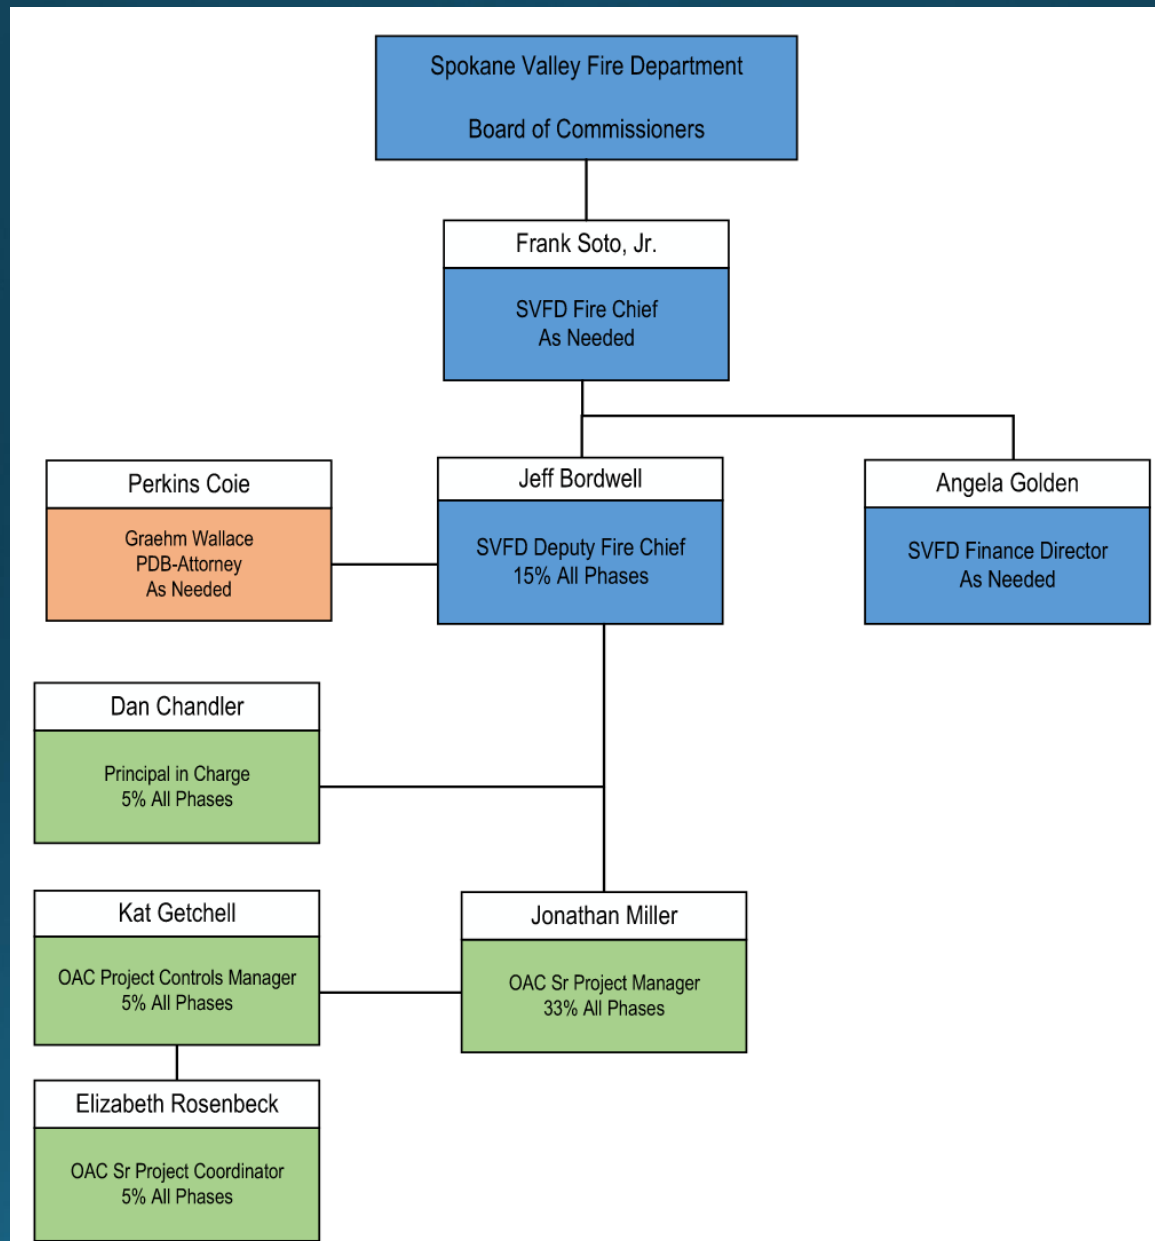 Spokane Valley Fire Department
Board of Commissioners
Frank Soto, Jr.
SVFD Fire Chief
As Needed
Perkins Coie
Graehm Wallace
PDB-Attorney
As Needed
Jeff Bordwell
SVFD Deputy Fire Chief
15% All Phases
Angela Golden
SVFD Finance Director
As Needed
Dan Chandler
Principal in Charge
5% All Phases
Kat Getchell
OAC Project Controls Manager
5% All Phases
Jonathan Miller
OAC Sr Project Manager
33% All Phases
Elizabeth Rosenbeck
OAC Sr Project Coordinator
5% All Phases